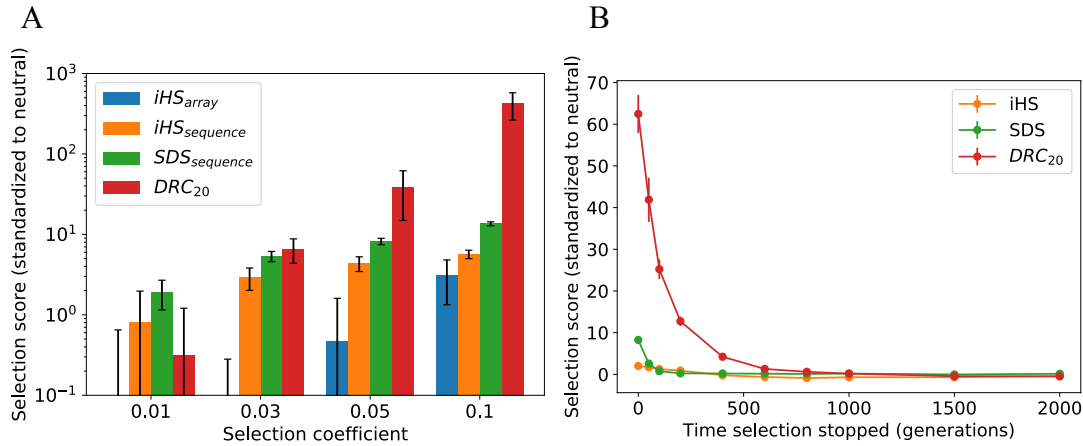 A
Selection score (standardized to neutral)
10³
10²
10¹
10⁰
10⁻¹
iHS_array
iHS_sequence
SDS_sequence
DRC₂₀
0.01 0.03 0.05 0.1
Selection coefficient
B
Selection score (standardized to neutral)
70
60
50
40
30
20
10
0
iHS
SDS
DRC₂₀
0 500 1000 1500 2000
Time selection stopped (generations)